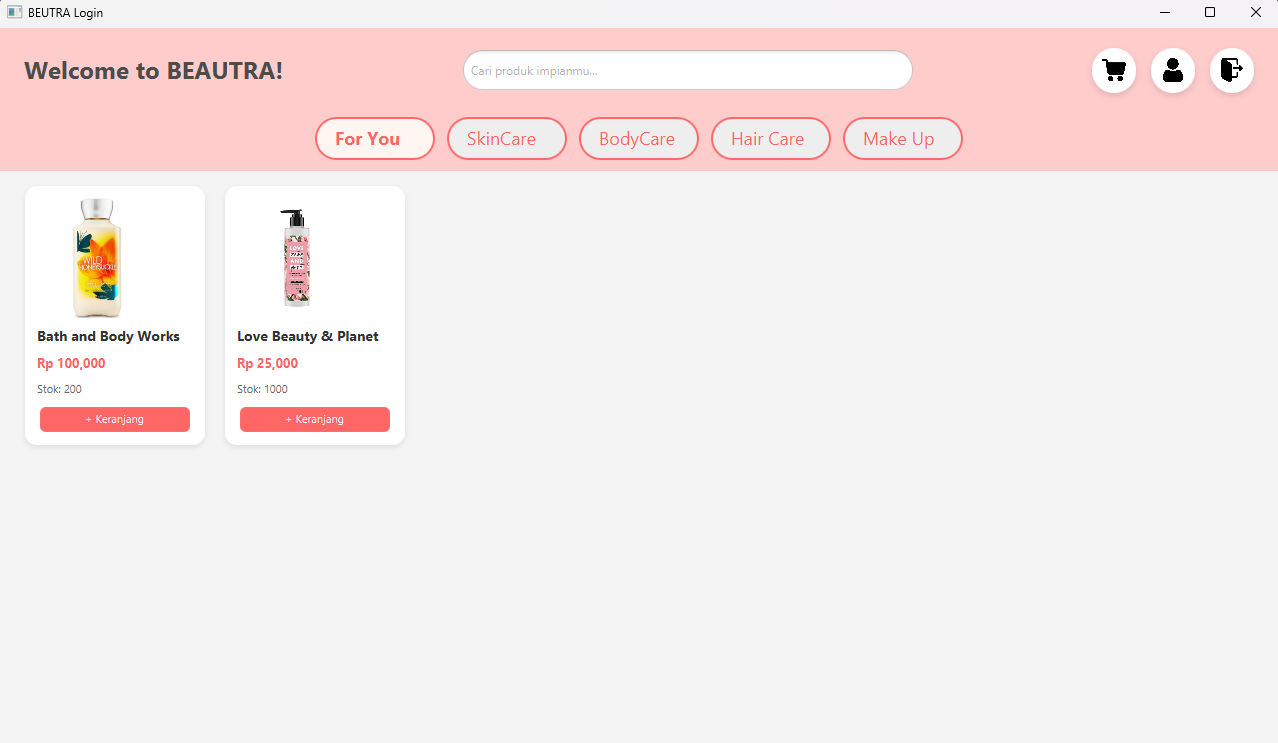 BEUTRA Login
Welcome to BEAUTRA!
Cari produk impianmu...
For You
SkinCare
BodyCare
Hair Care
Make Up
WILD
HONEYSUCKLE
LOVE
AND
Bath and Body Works
Love Beauty & Planet
Rp 100,000
Rp 25,000
Stok: 200
Stok: 1000
+ Keranjang
+ Keranjang